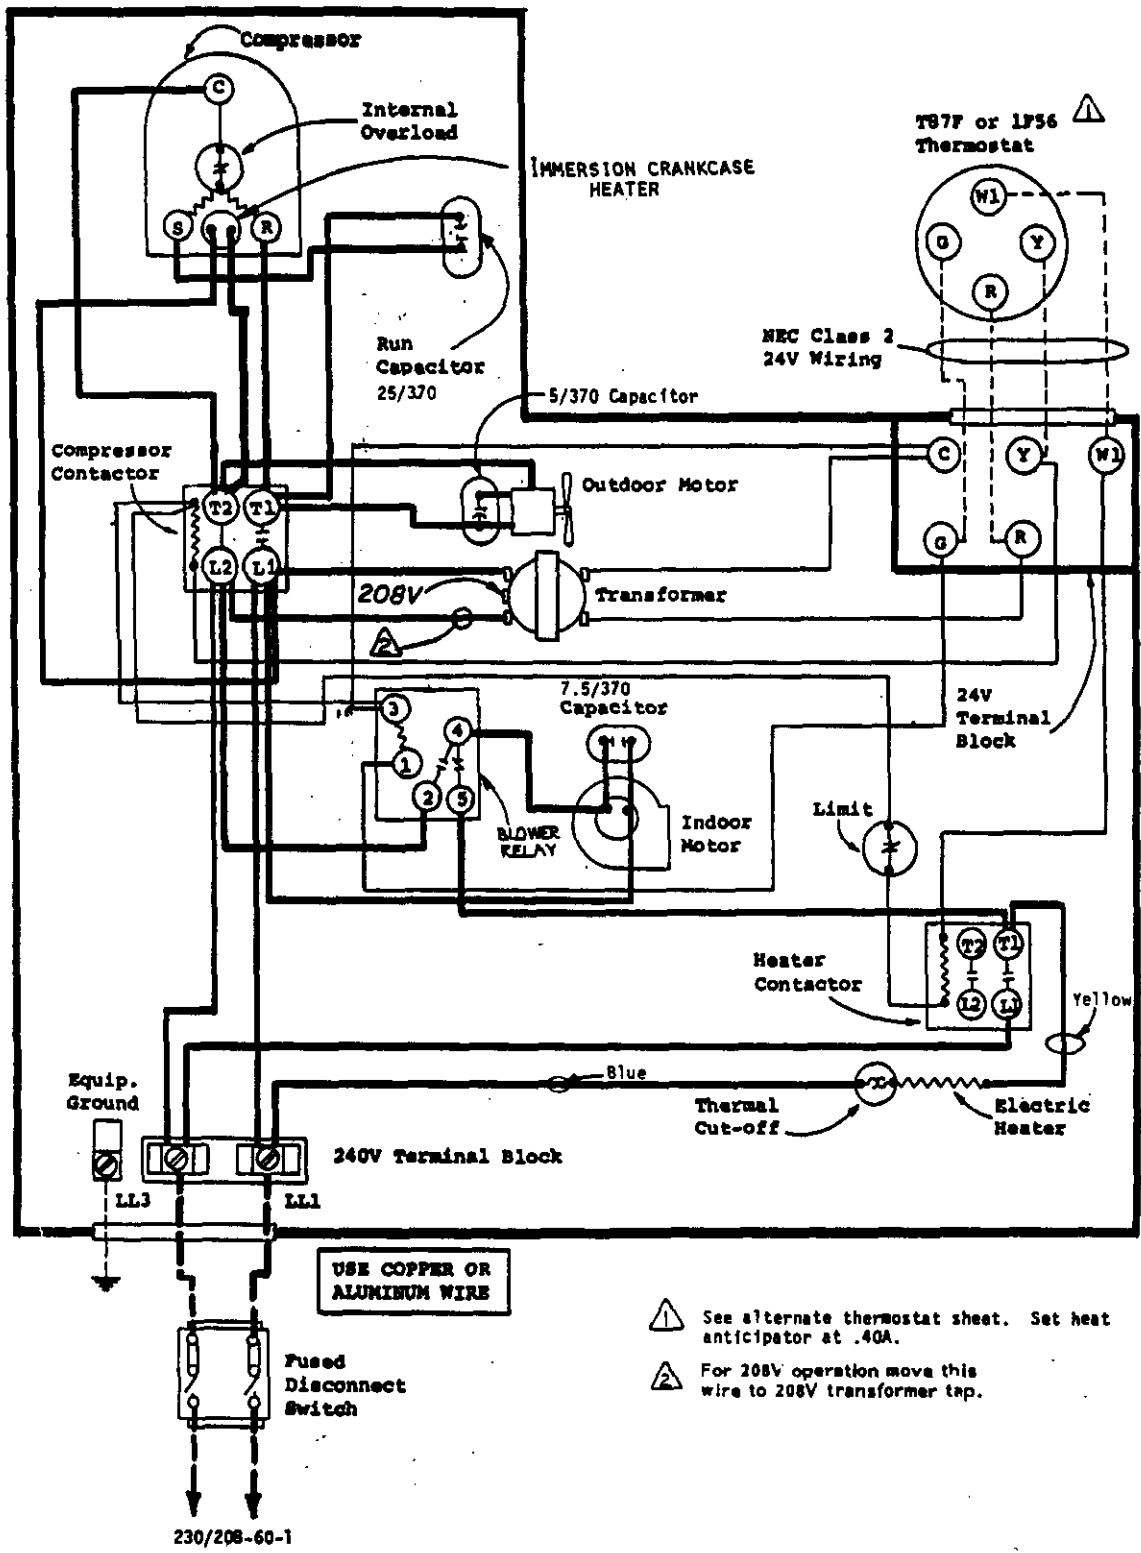 Compressor
C
Internal
Overload
IMMERSION CRANKCASE
HEATER
S
R
Run
Capacitor
25/370
1
T87F or 1F56
Thermostat
W1
G
Y
R
NEC Class 2
24V Wiring
5/370 Capacitor
Compressor
Contactor
T2
T1
L2
L1
Outdoor Motor
C
Y
W1
G
R
208V
Transformer
2
24V
Terminal
Block
7.5/370
Capacitor
3
4
1
2
5
BLOWER
RELAY
Indoor
Motor
Limit
Heater
Contactor
T2
T1
L2
L1
Yellow
Blue
Thermal
Cut-off
Electric
Heater
Equip.
Ground
240V Terminal Block
LL3
LL1
USE COPPER OR
ALUMINUM WIRE
Fused
Disconnect
Switch
230/208-60-1
1
See alternate thermostat sheet. Set heat
anticipator at .40A.
2
For 208V operation move this
wire to 208V transformer tap.